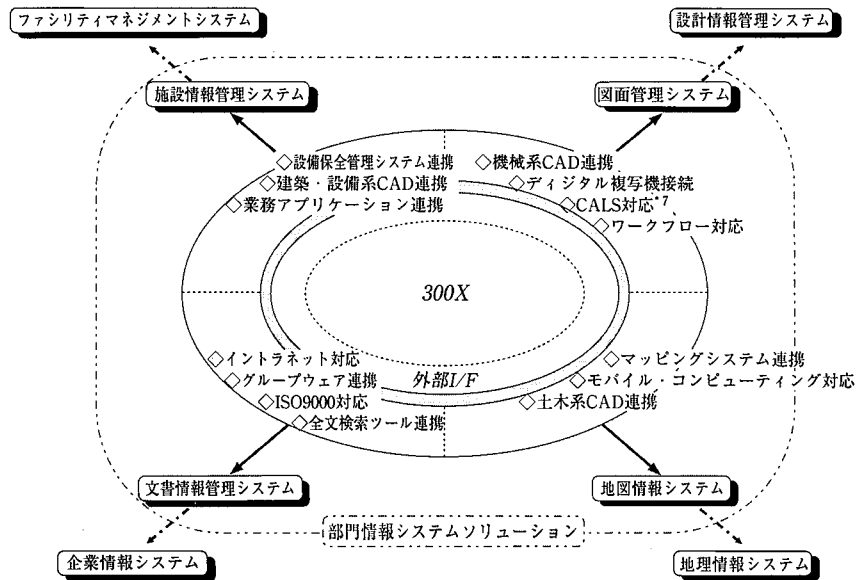 ファシリティマネジメントシステム
設計情報管理システム
施設情報管理システム
図面管理システム
◇設備保全管理システム連携
◇建築・設備系CAD連携
◇業務アプリケーション連携
◇機械系CAD連携
◇ディジタル複写機接続
◇CALS対応*7
◇ワークフロー対応
300X
外部I/F
◇イントラネット対応
◇グループウェア連携
◇ISO9000対応
◇全文検索ツール連携
◇マッピングシステム連携
◇モバイル・コンピューティング対応
◇土木系CAD連携
文書情報管理システム
地図情報システム
部門情報システムソリューション
企業情報システム
地理情報システム